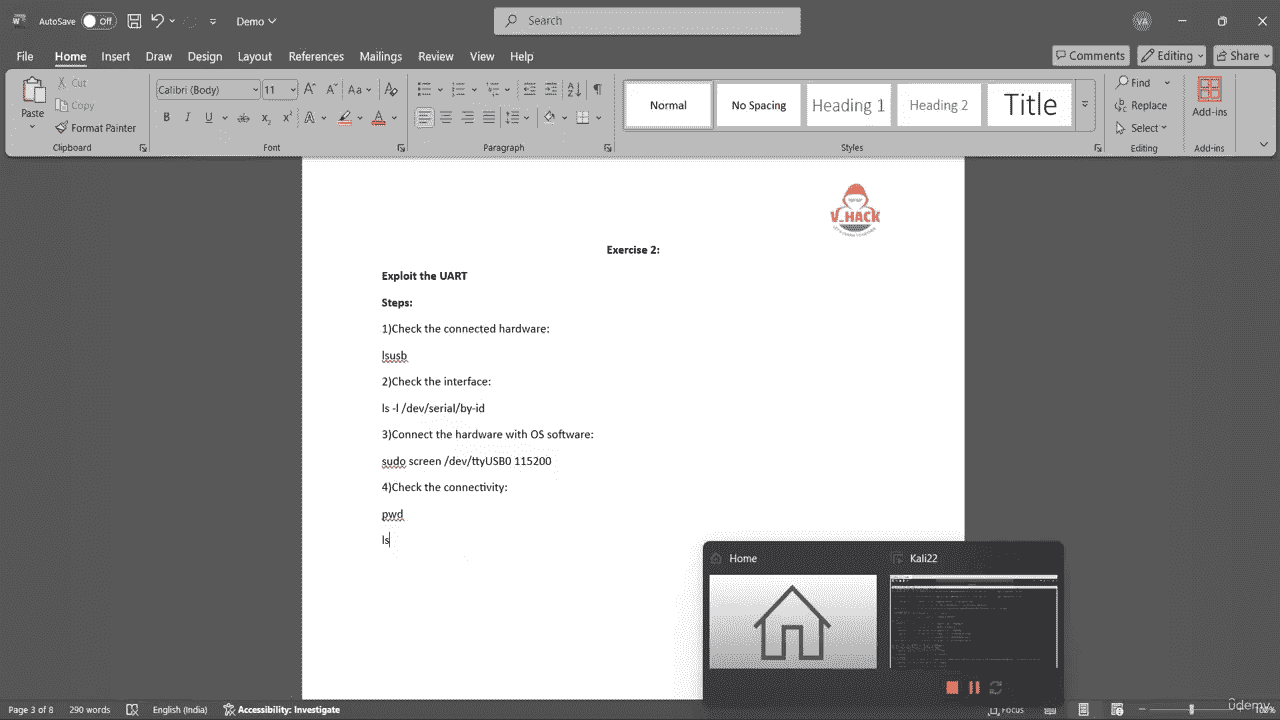 AutoSave Off Demo Search
File Home Insert Draw Design Layout References Mailings Review View Help Comments Editing Share
Paste
Cut
Copy
Format Painter
Clipboard
Calibri (Body) 11
Font
Paragraph
Normal No Spacing Heading 1 Heading 2 Title
Styles
Find
Replace
Select
Editing
Add-ins
Add-ins
V_HACK
Exercise 2:
Exploit the UART
Steps:
1)Check the connected hardware:
lsusb
2)Check the interface:
ls -l /dev/serial/by-id
3)Connect the hardware with OS software:
sudo screen /dev/ttyUSB0 115200
4)Check the connectivity:
pwd
ls
Home Kali22
Page 3 of 8 290 words English (India) Accessibility: Investigate Focus